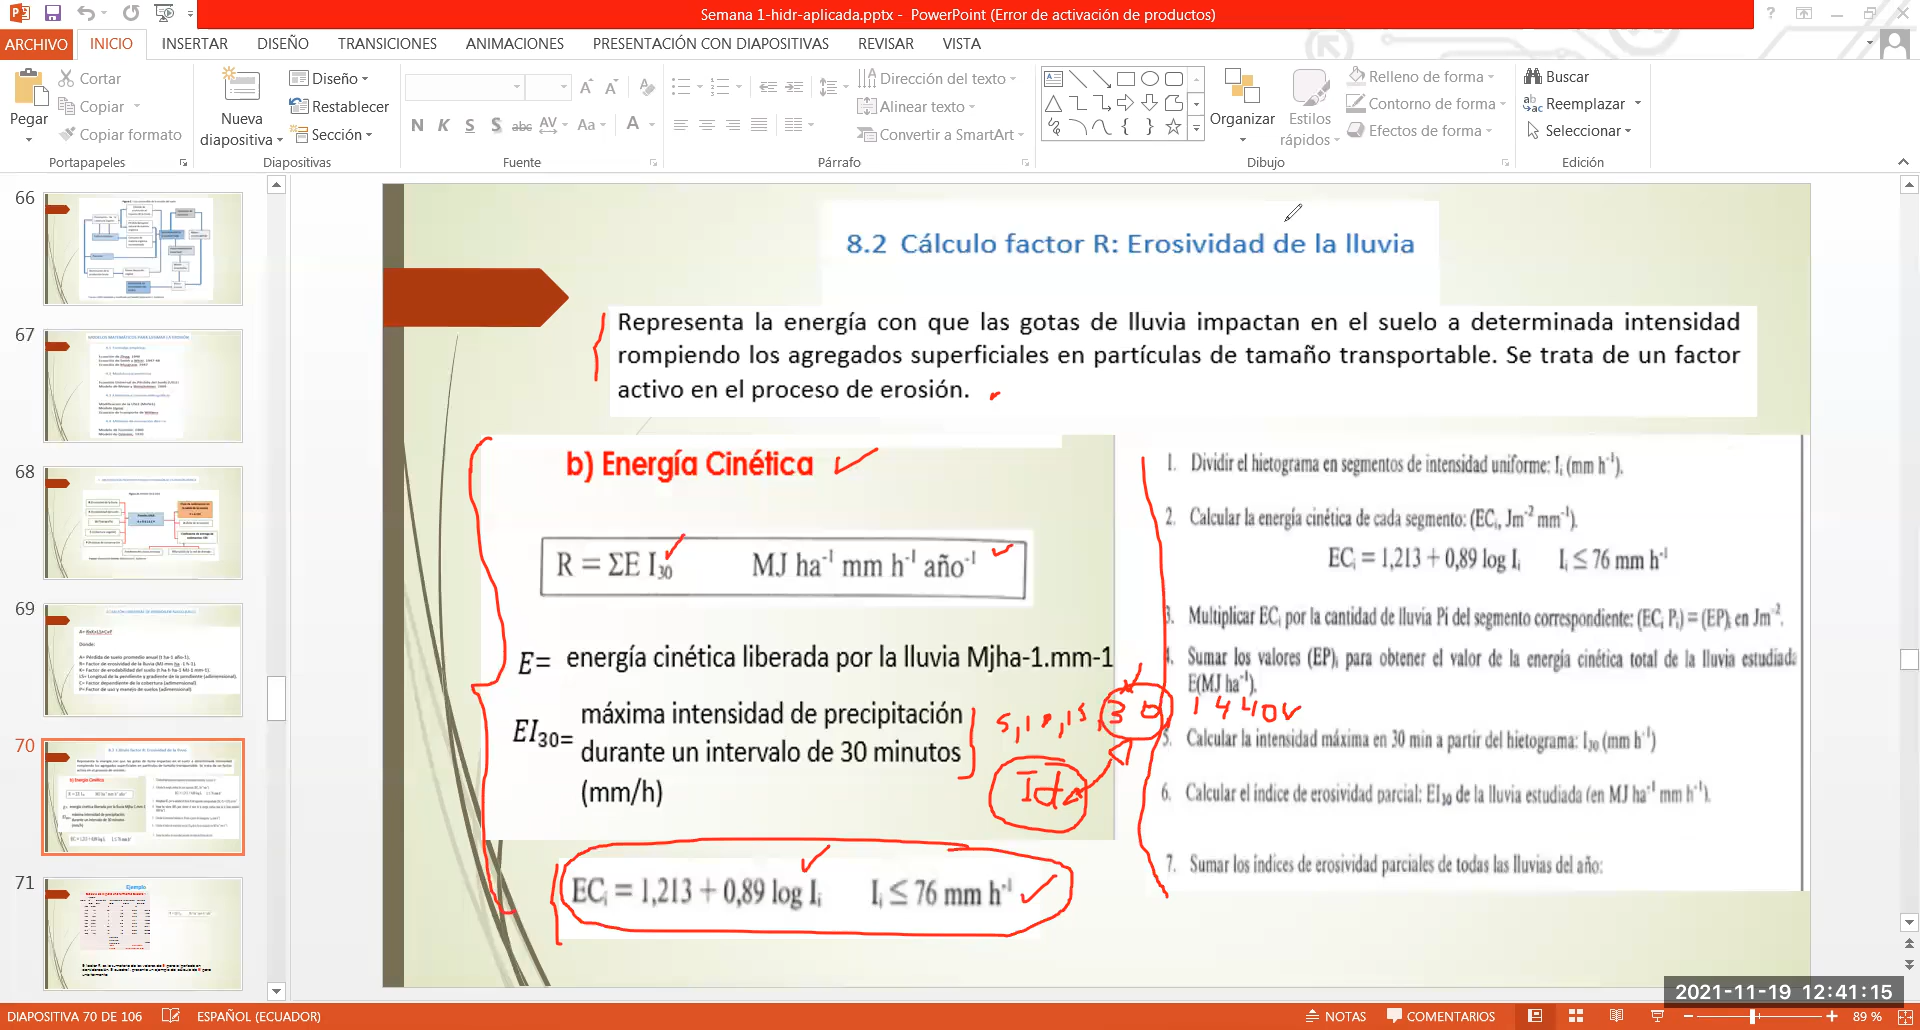 Semana 1-hidr-aplicada.pptx - PowerPoint (Error de activación de productos)
ARCHIVO INICIO INSERTAR DISEÑO TRANSICIONES ANIMACIONES PRESENTACIÓN CON DIAPOSITIVAS REVISAR VISTA
Pegar
Cortar
Copiar
Copiar formato
Portapapeles
Nueva
diapositiva
Diseño
Restablecer
Sección
Diapositivas
N K S S abc AV Aa A
Fuente
Dirección del texto
Alinear texto
Convertir a SmartArt
Párrafo
Organizar
Estilos
rápidos
Relleno de forma
Contorno de forma
Efectos de forma
Dibujo
Buscar
Reemplazar
Seleccionar
Edición
66
67
68
69
70
71
Ejemplo
8.2 Cálculo factor R: Erosividad de la lluvia
Representa la energía con que las gotas de lluvia impactan en el suelo a determinada intensidad
rompiendo los agregados superficiales en partículas de tamaño transportable. Se trata de un factor
activo en el proceso de erosión.
b) Energía Cinética
R = ΣE I30 MJ ha⁻¹ mm h⁻¹ año⁻¹
E= energía cinética liberada por la lluvia Mjha-1.mm-1
EI30= máxima intensidad de precipitación
durante un intervalo de 30 minutos
(mm/h)
5, 10, 15, 30, 1440
Id
ECi = 1,213 + 0,89 log Ii Ii ≤ 76 mm h⁻¹
1. Dividir el hietograma en segmentos de intensidad uniforme: Ii (mm h⁻¹).
2. Calcular la energía cinética de cada segmento: (ECi, Jm⁻² mm⁻¹).
ECi = 1,213 + 0,89 log Ii Ii ≤ 76 mm h⁻¹
3. Multiplicar ECi por la cantidad de lluvia Pi del segmento correspondiente: (ECi Pi) = (EP)i en Jm⁻².
4. Sumar los valores (EP)i para obtener el valor de la energía cinética total de la lluvia estudiada
E(MJ ha⁻¹).
5. Calcular la intensidad máxima en 30 min a partir del hietograma: I30 (mm h⁻¹)
6. Calcular el índice de erosividad parcial: EI30 de la lluvia estudiada (en MJ ha⁻¹ mm h⁻¹).
7. Sumar los índices de erosividad parciales de todas las lluvias del año:
2021-11-19 12:41:15
DIAPOSITIVA 70 DE 106 ESPAÑOL (ECUADOR) NOTAS COMENTARIOS 89 %